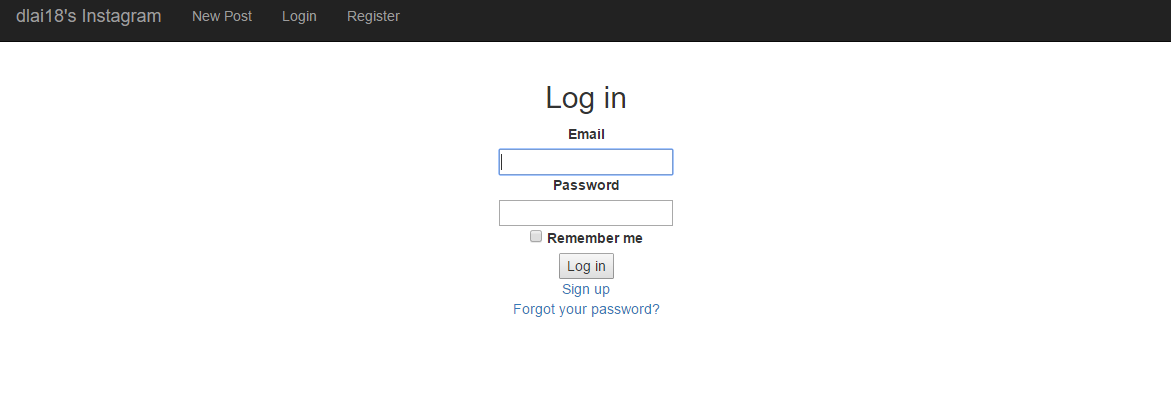 dlai18's Instagram New Post Login Register
Log in
Email
Password
Remember me
Log in
Sign up
Forgot your password?